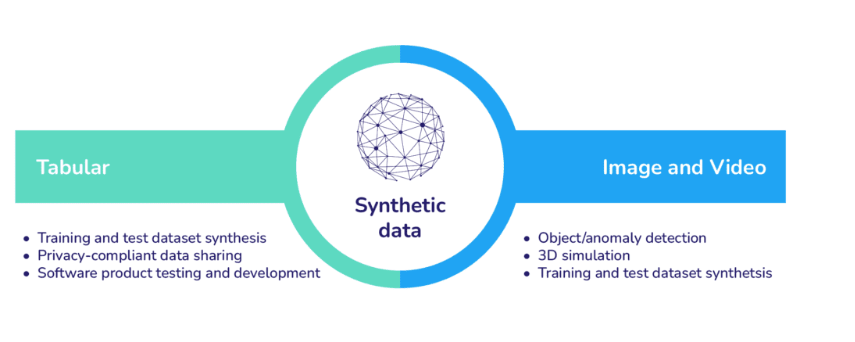 Tabular
Synthetic
data
Image and Video
• Training and test dataset synthesis
• Privacy-compliant data sharing
• Software product testing and development
• Object/anomaly detection
• 3D simulation
• Training and test dataset synthetsis